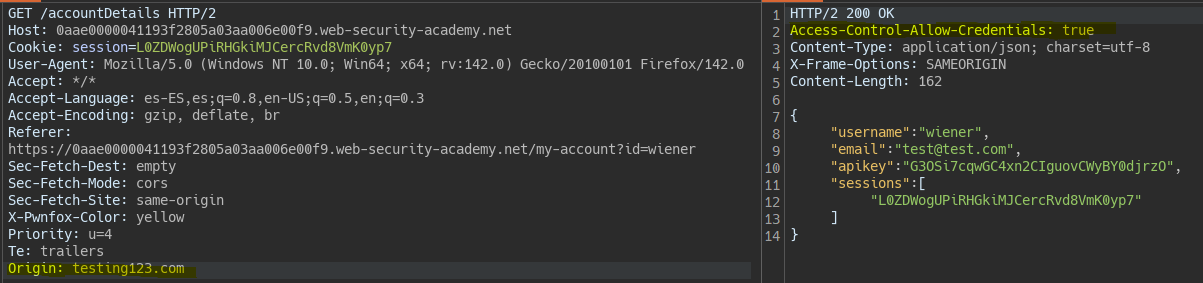 GET /accountDetails HTTP/2
Host: 0aae0000041193f2805a03aa006e00f9.web-security-academy.net
Cookie: session=L0ZDWogUPiRHGkiMJCercRvd8VmK0yp7
User-Agent: Mozilla/5.0 (Windows NT 10.0; Win64; x64; rv:142.0) Gecko/20100101 Firefox/142.0
Accept: */*
Accept-Language: es-ES,es;q=0.8,en-US;q=0.5,en;q=0.3
Accept-Encoding: gzip, deflate, br
Referer:
https://0aae0000041193f2805a03aa006e00f9.web-security-academy.net/my-account?id=wiener
Sec-Fetch-Dest: empty
Sec-Fetch-Mode: cors
Sec-Fetch-Site: same-origin
X-Pwnfox-Color: yellow
Priority: u=4
Te: trailers
Origin: testing123.com
1 HTTP/2 200 OK
2 Access-Control-Allow-Credentials: true
3 Content-Type: application/json; charset=utf-8
4 X-Frame-Options: SAMEORIGIN
5 Content-Length: 162
6
7 {
8 "username":"wiener",
9 "email":"test@test.com",
10 "apikey":"G3OSi7cqwGC4xn2CIguovCWyBY0djrzO",
11 "sessions":[
12 "L0ZDWogUPiRHGkiMJCercRvd8VmK0yp7"
13 ]
14 }